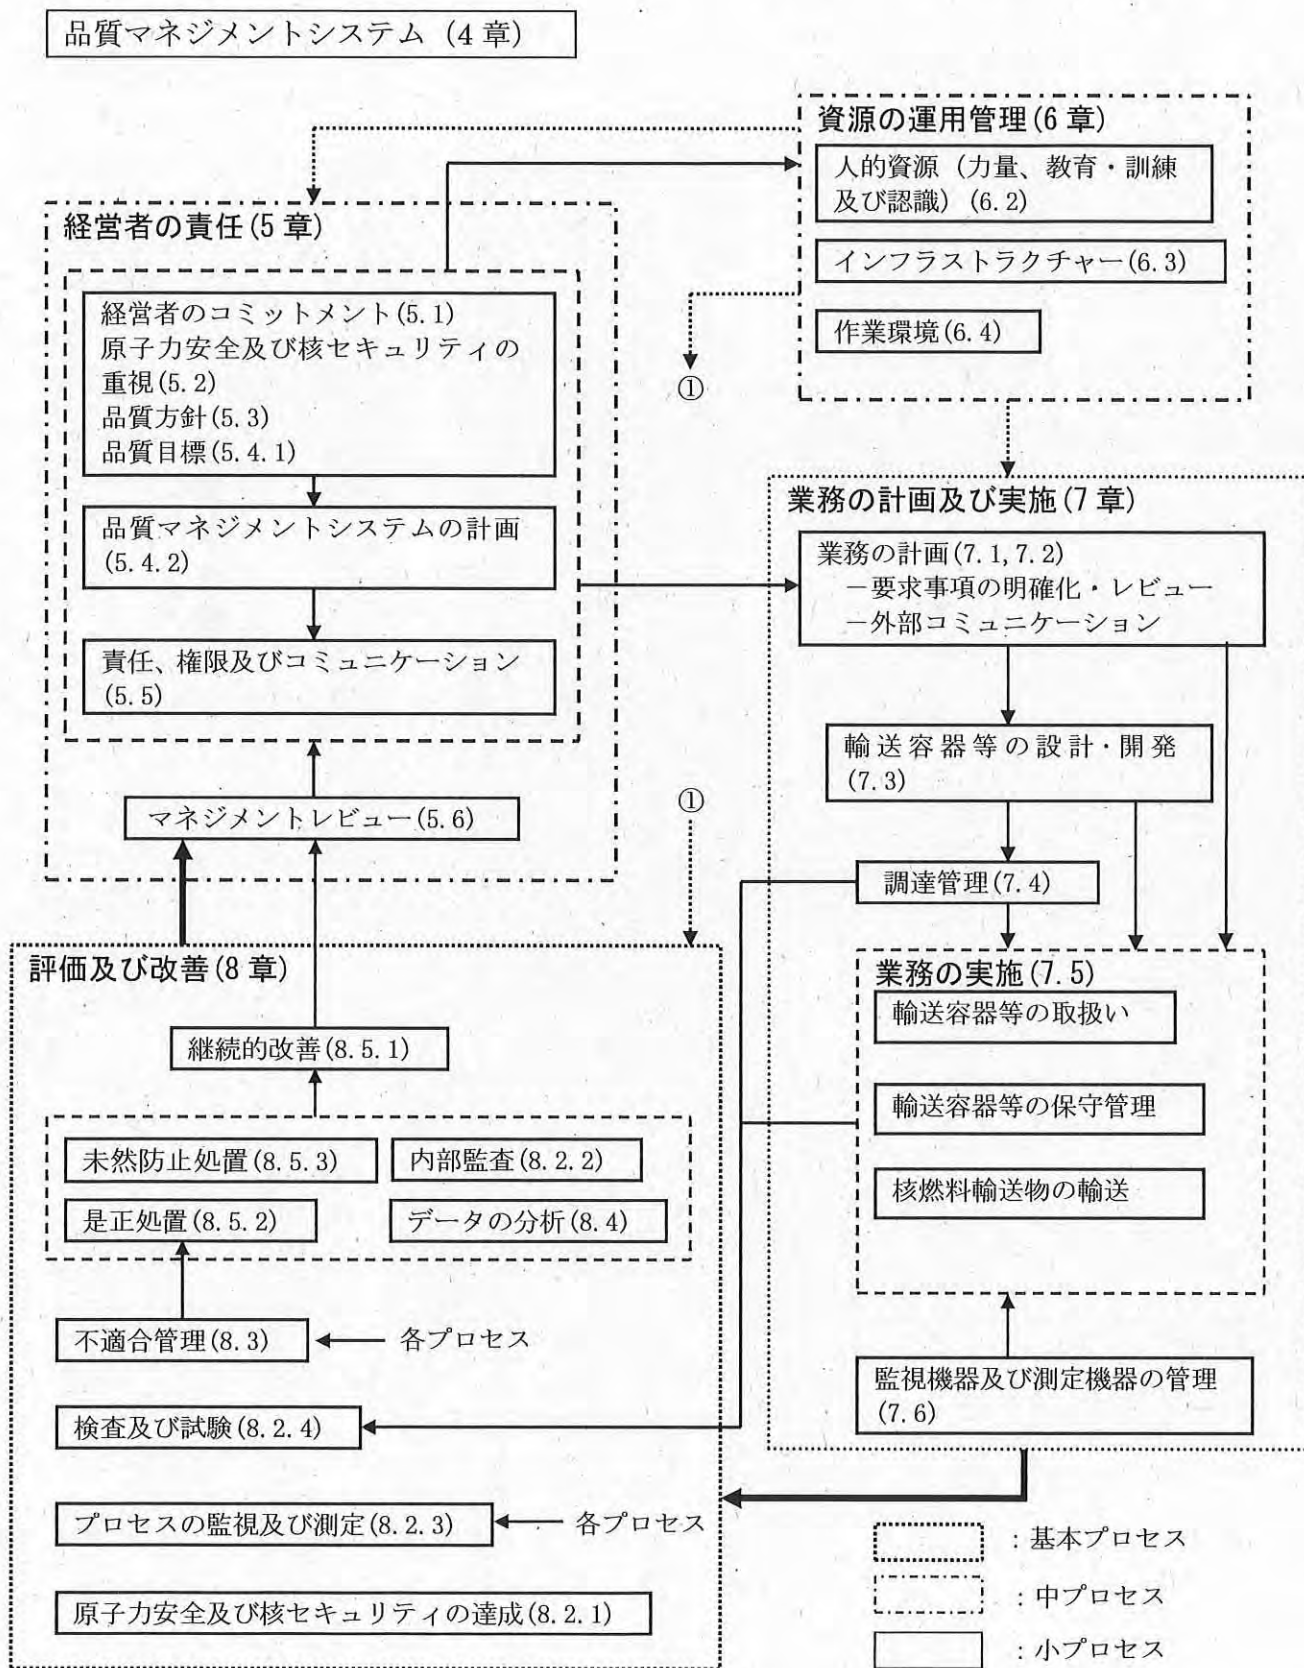 品質マネジメントシステム (4 章)
資源の運用管理(6 章)
人的資源（力量、教育・訓練
及び認識）(6.2)
インフラストラクチャー(6.3)
作業環境(6.4)
①
経営者の責任(5 章)
経営者のコミットメント(5.1)
原子力安全及び核セキュリティの
重視(5.2)
品質方針(5.3)
品質目標(5.4.1)
品質マネジメントシステムの計画
(5.4.2)
責任、権限及びコミュニケーション
(5.5)
マネジメントレビュー(5.6)
業務の計画及び実施(7 章)
業務の計画(7.1,7.2)
－要求事項の明確化・レビュー
－外部コミュニケーション
輸送容器等の設計・開発
(7.3)
調達管理(7.4)
業務の実施(7.5)
輸送容器等の取扱い
輸送容器等の保守管理
核燃料輸送物の輸送
監視機器及び測定機器の管理
(7.6)
①
評価及び改善(8 章)
継続的改善(8.5.1)
未然防止処置(8.5.3)
内部監査(8.2.2)
是正処置(8.5.2)
データの分析(8.4)
不適合管理(8.3)
各プロセス
検査及び試験(8.2.4)
プロセスの監視及び測定(8.2.3)
各プロセス
原子力安全及び核セキュリティの達成(8.2.1)
：基本プロセス
：中プロセス
：小プロセス